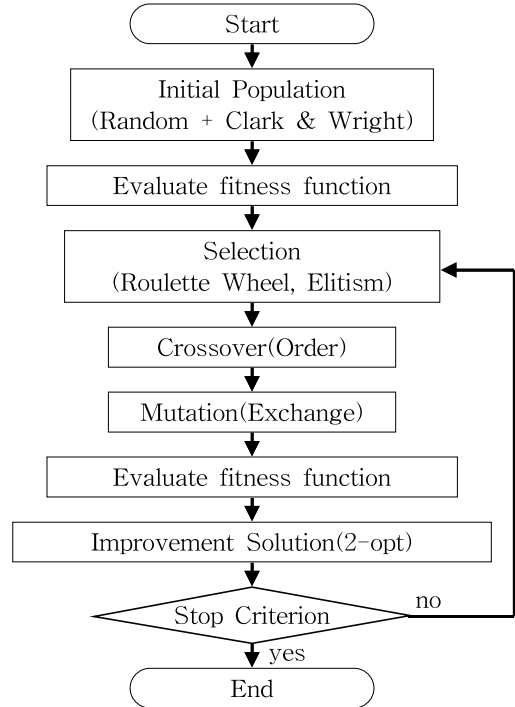 Start
Initial Population
(Random + Clark & Wright)
Evaluate fitness function
Selection
(Roulette Wheel, Elitism)
Crossover(Order)
Mutation(Exchange)
Evaluate fitness function
Improvement Solution(2-opt)
Stop Criterion
no
yes
End